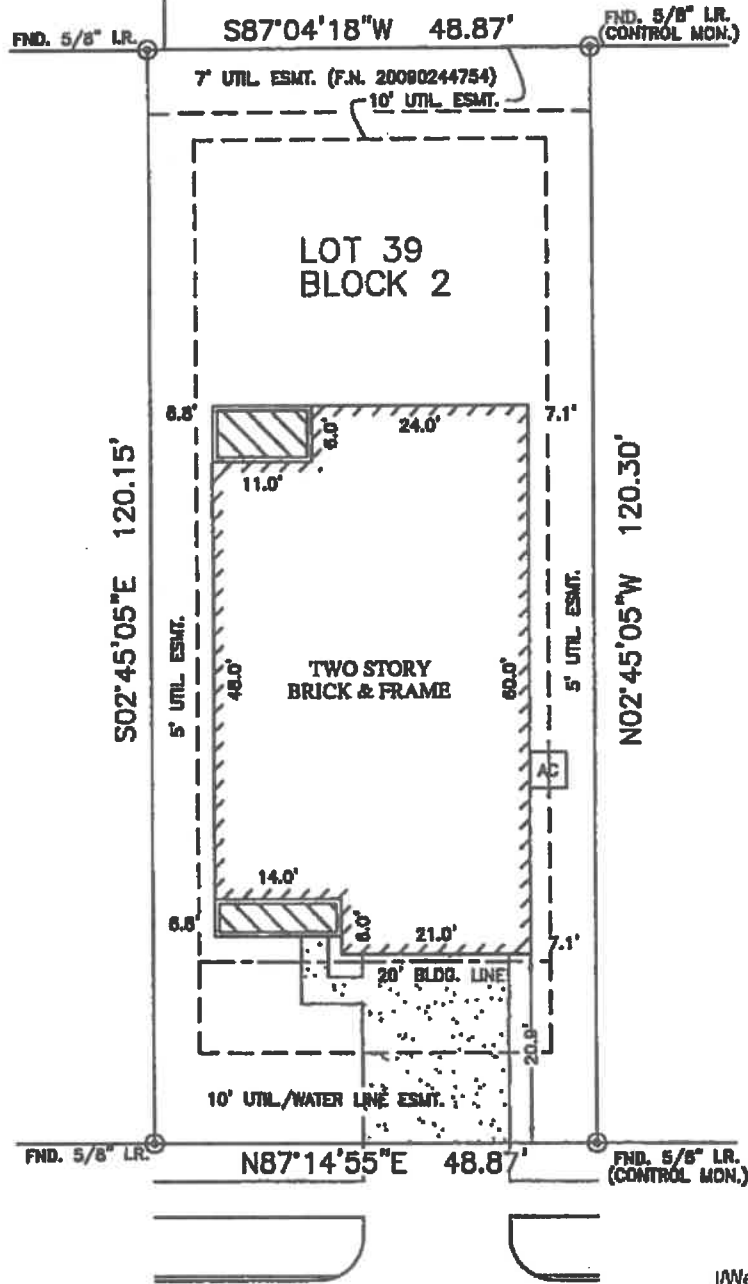 S87°04'18"W 48.87'
FND. 5/8" I.R.
FND. 5/8" I.R.
(CONTROL MON.)
7' UTIL. ESMT. (F.N. 20090244754)
10' UTIL. ESMT.
LOT 39
BLOCK 2
6.8'
6.0'
24.0'
7.1'
11.0'
S02°45'05"E 120.15'
N02°45'05"W 120.30'
5' UTIL. ESMT.
48.0'
TWO STORY
BRICK & FRAME
60.0'
5' UTIL. ESMT.
AC
14.0'
6.8'
6.0'
21.0'
7.1'
20' BLDG. LINE
20.9'
10' UTIL./WATER LINE ESMT.
FND. 5/8" I.R.
N87°14'55"E 48.87'
FND. 5/8" I.R.
(CONTROL MON.)